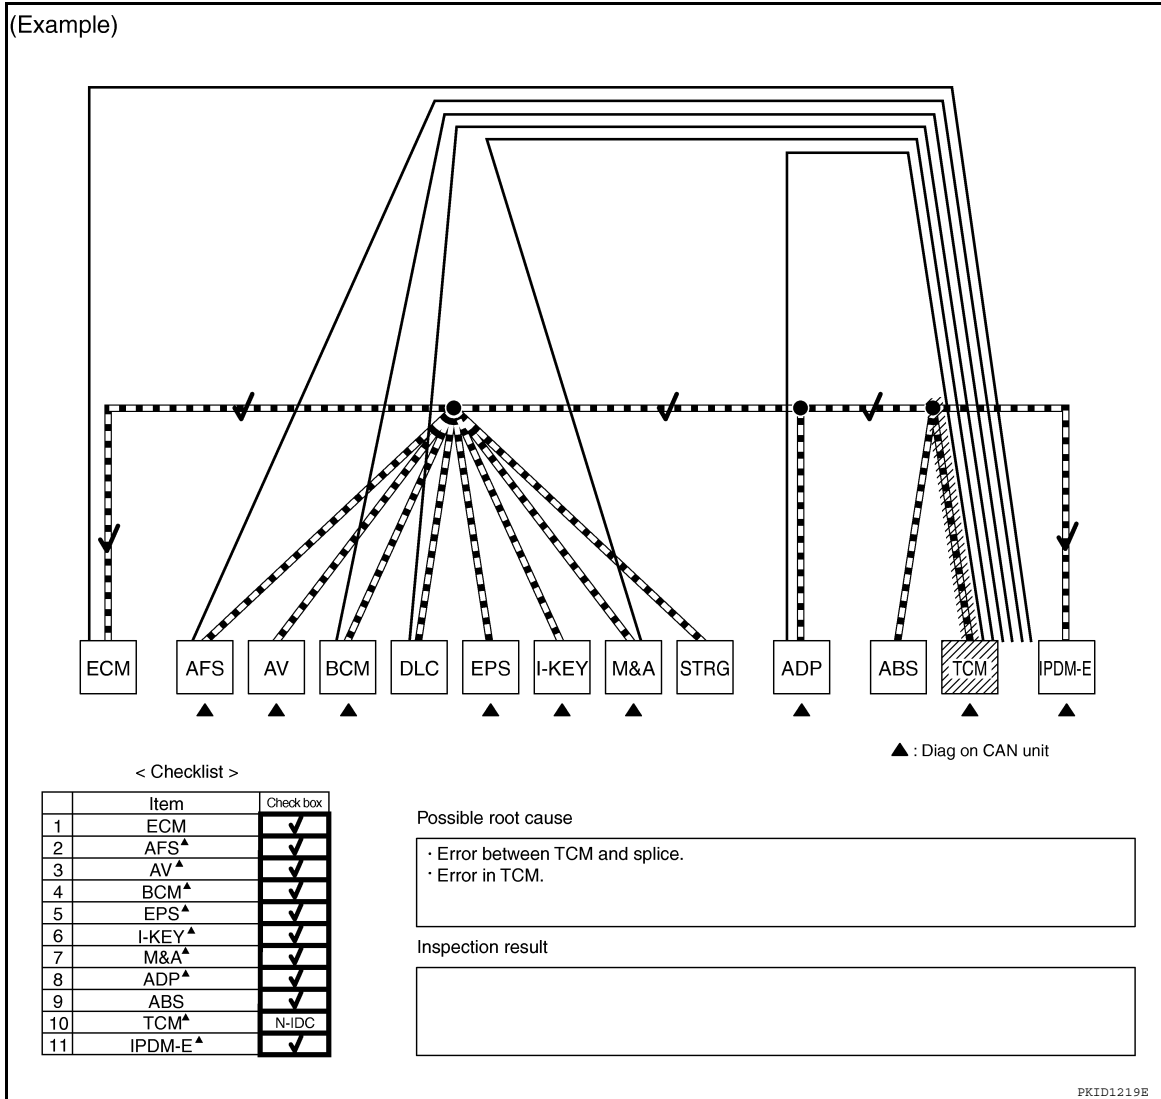 (Example)
ECM AFS AV BCM DLC EPS I-KEY M&A STRG ADP ABS TCM IPDM-E
▲ : Diag on CAN unit
< Checklist >
Item Check box
1 ECM ✓
2 AFS▲ ✓
3 AV▲ ✓
4 BCM▲ ✓
5 EPS▲ ✓
6 I-KEY▲ ✓
7 M&A▲ ✓
8 ADP▲ ✓
9 ABS ✓
10 TCM▲ N-IDC
11 IPDM-E▲ ✓
Possible root cause
· Error between TCM and splice.
· Error in TCM.
Inspection result
PKID1219E